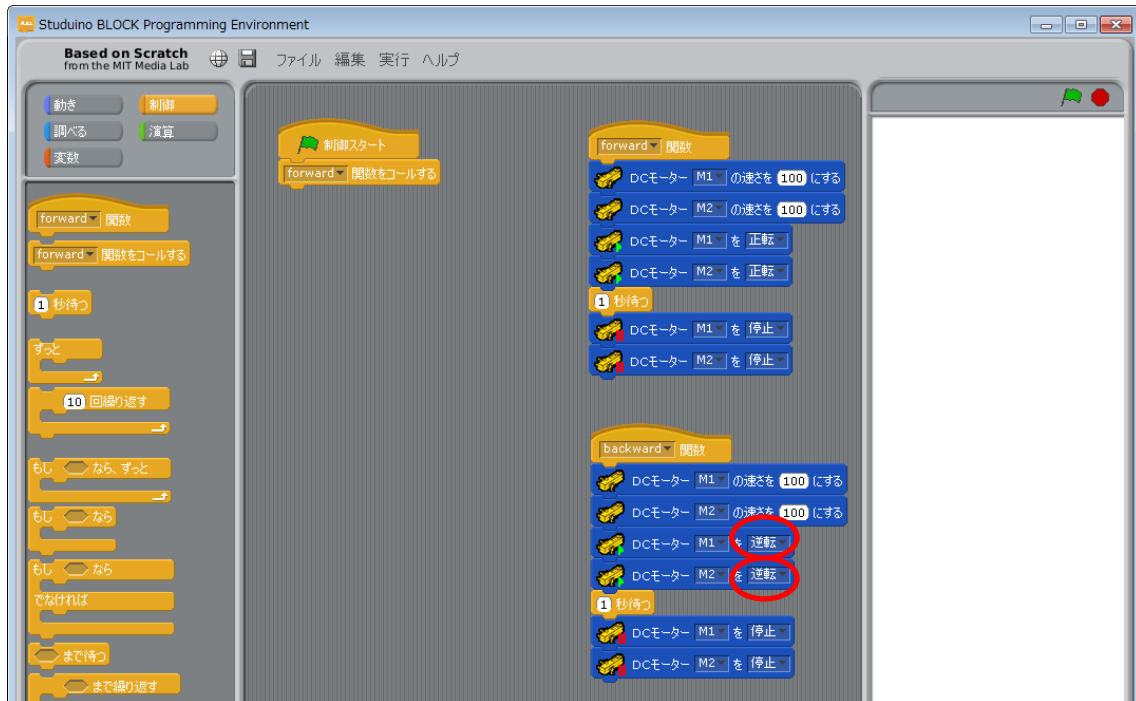 Studuino BLOCK Programming Environment
Based on Scratch
from the MIT Media Lab
ファイル 編集 実行 ヘルプ
動き 制御
調べる 演算
変数
forward 関数
forward 関数をコールする
1 秒待つ
ずっと
10 回繰り返す
もし なら、ずっと
もし なら
もし なら
でなければ
まで待つ
まで繰り返す
制御スタート
forward 関数をコールする
forward 関数
DCモーター M1 の速さを 100 にする
DCモーター M2 の速さを 100 にする
DCモーター M1 を 正転
DCモーター M2 を 正転
1 秒待つ
DCモーター M1 を 停止
DCモーター M2 を 停止
backward 関数
DCモーター M1 の速さを 100 にする
DCモーター M2 の速さを 100 にする
DCモーター M1 を 逆転
DCモーター M2 を 逆転
1 秒待つ
DCモーター M1 を 停止
DCモーター M2 を 停止